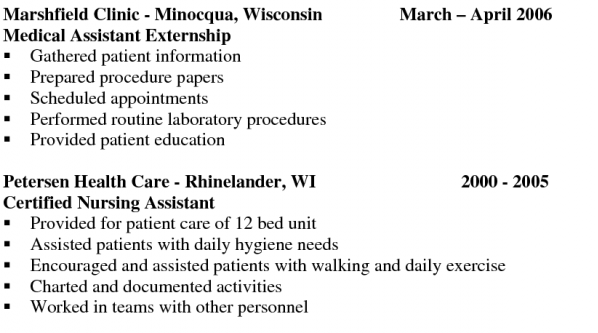 Marshfield Clinic - Minocqua, Wisconsin March – April 2006
Medical Assistant Externship
▪ Gathered patient information
▪ Prepared procedure papers
▪ Scheduled appointments
▪ Performed routine laboratory procedures
▪ Provided patient education
Petersen Health Care - Rhinelander, WI 2000 - 2005
Certified Nursing Assistant
▪ Provided for patient care of 12 bed unit
▪ Assisted patients with daily hygiene needs
▪ Encouraged and assisted patients with walking and daily exercise
▪ Charted and documented activities
▪ Worked in teams with other personnel